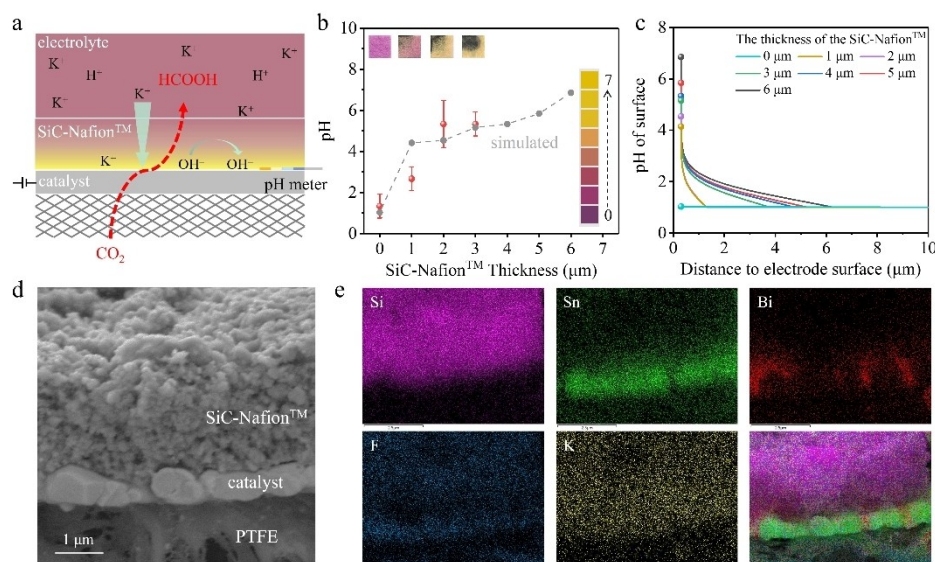 a
electrolyte
K⁺
K⁺
H⁺
H⁺
HCOOH
K⁻
K⁺
K⁺
SiC-Nafion™
K⁺
OH⁻
OH⁻
catalyst
pH meter
CO₂
b
8
6
4
2
0
pH
simulated
7
0
0 1 2 3 4 5 6 7
SiC-Nafion™ Thickness (μm)
c
The thickness of the SiC-Nafion™
0 μm 1 μm 2 μm
3 μm 4 μm 5 μm
6 μm
8
6
4
2
0
pH of surface
0 2 4 6 8 10
Distance to electrode surface (μm)
d
SiC-Nafion™
catalyst
PTFE
1 μm
e
Si
Sn
Bi
F
K